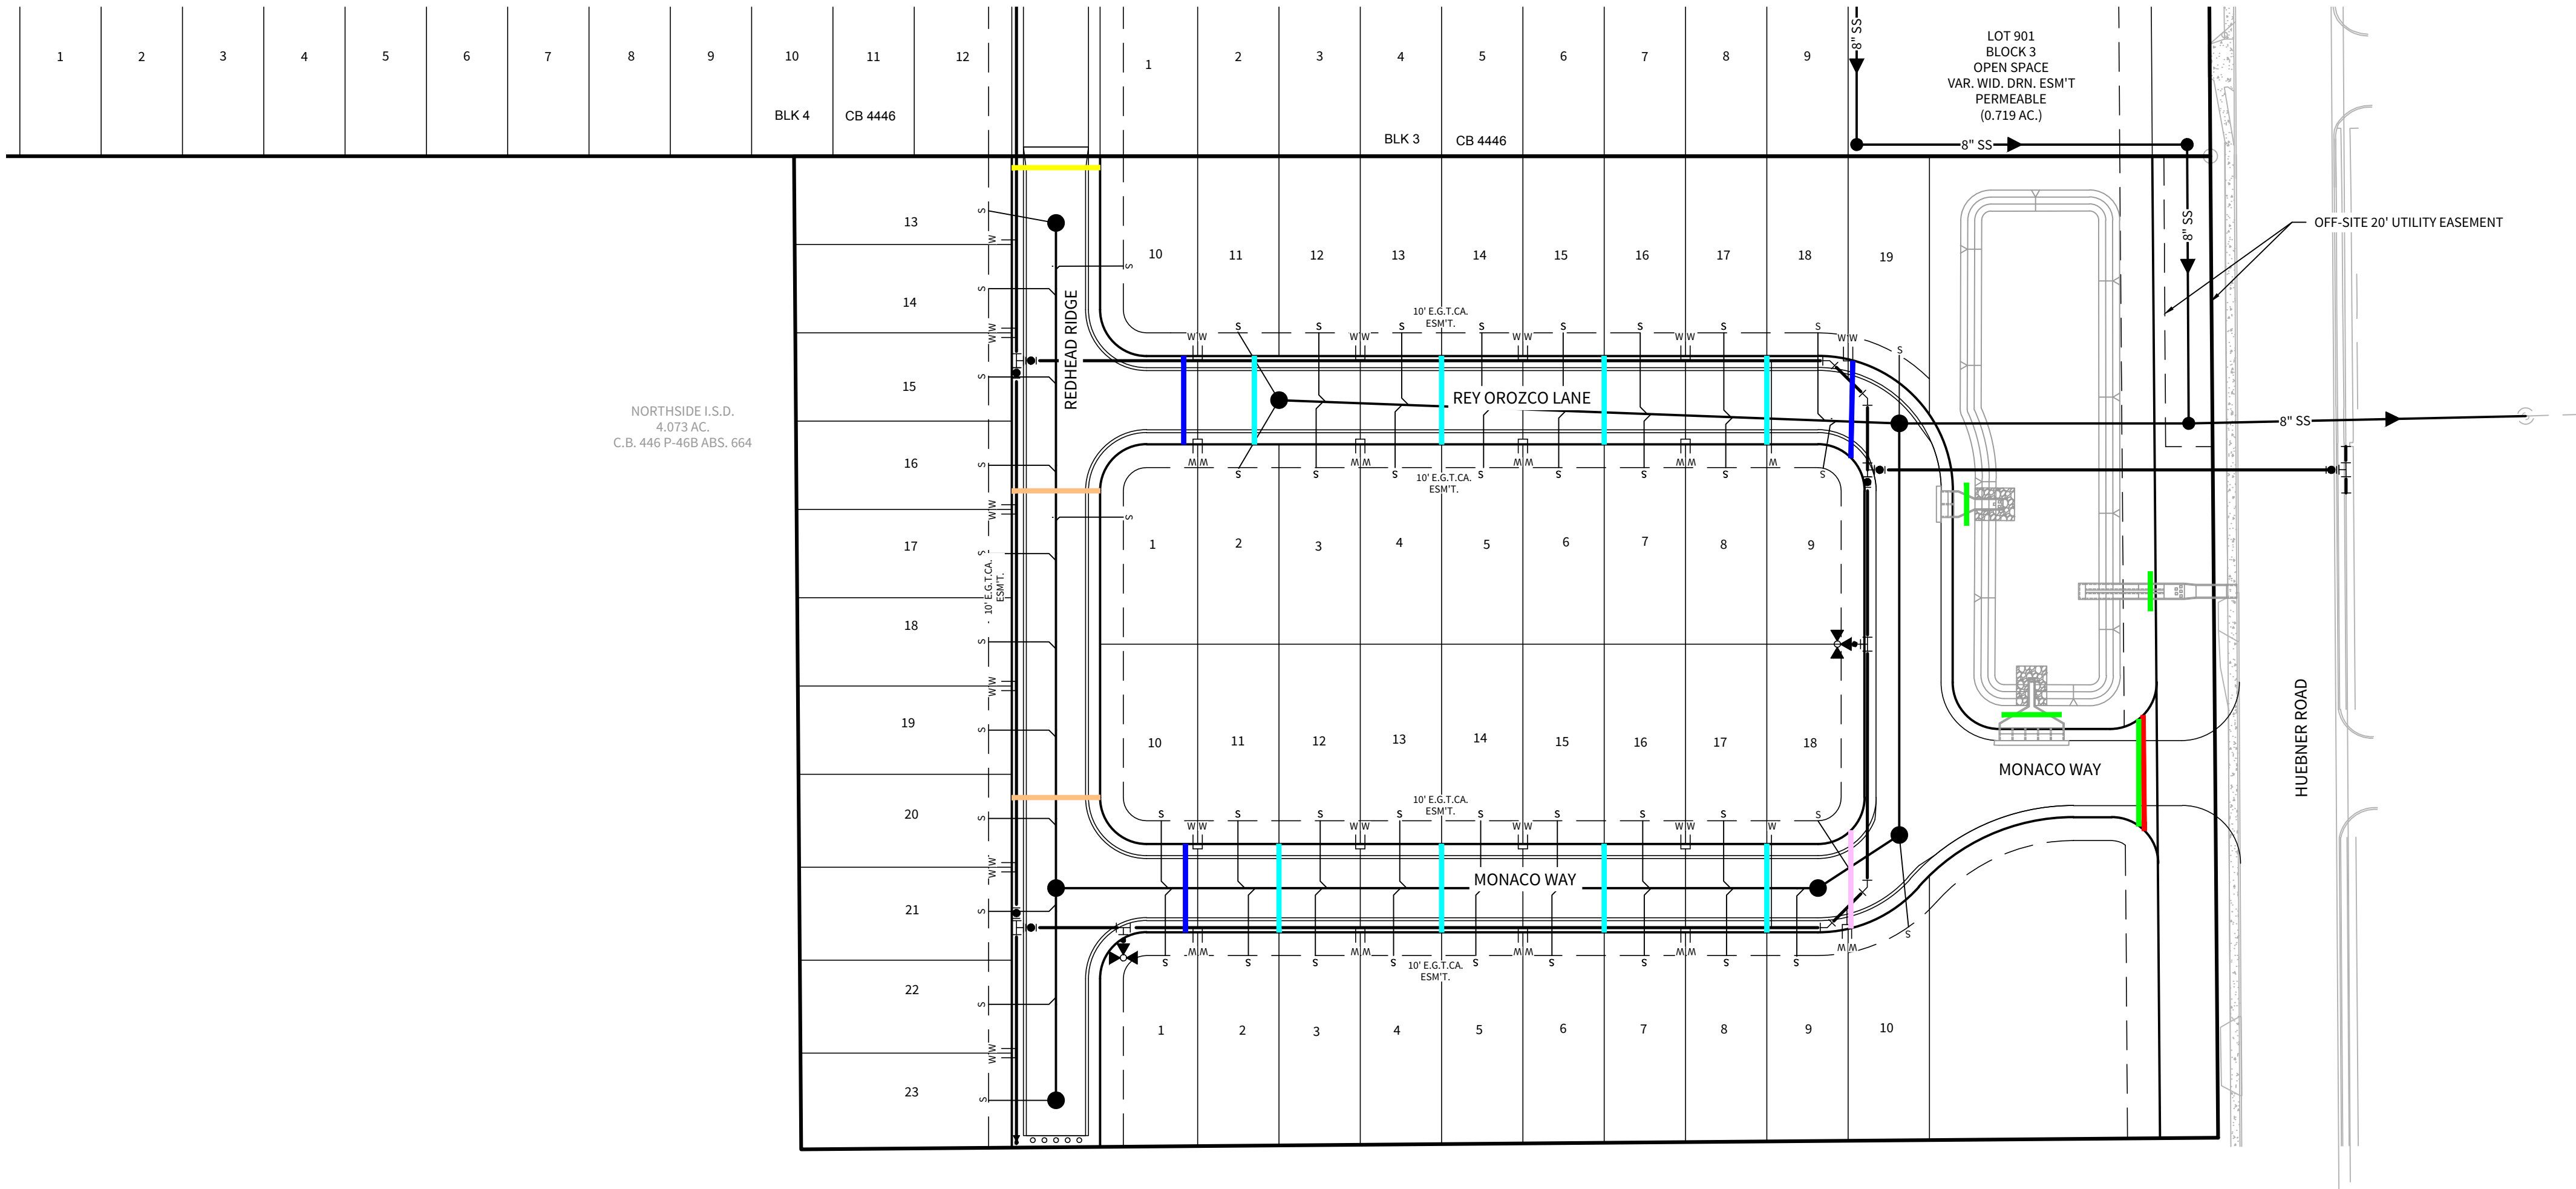 1 2 3 4 5 6 7 8 9 10 11 12
BLK 4 CB 4446
1 2 3 4 5 6 7 8 9
BLK 3 CB 4446
8" SS
8" SS
8" SS
8" SS
LOT 901
BLOCK 3
OPEN SPACE
VAR. WID. DRN. ESM'T
PERMEABLE
(0.719 AC.)
OFF-SITE 20' UTILITY EASEMENT
NORTHSIDE I.S.D.
4.073 AC.
C.B. 446 P-46B ABS. 664
13
14
15
16
17
18
19
20
21
22
23
10' E.G.T.CA.
ESM'T.
REDHEAD RIDGE
10 11 12 13 14 15 16 17 18 19
10' E.G.T.CA.
ESM'T.
W W W W W W W W W W
S S S S S S S S S
REY OROZCO LANE
W W W W W W W W W
S S S S S S S S
10' E.G.T.CA.
ESM'T.
1 2 3 4 5 6 7 8 9
10 11 12 13 14 15 16 17 18
10' E.G.T.CA.
ESM'T.
S S S S S S S S S
W W W W W W W W W
MONACO WAY
W W W W W W W W W W
S S S S S S S S S
10' E.G.T.CA.
ESM'T.
1 2 3 4 5 6 7 8 9 10
MONACO WAY
HUEBNER ROAD